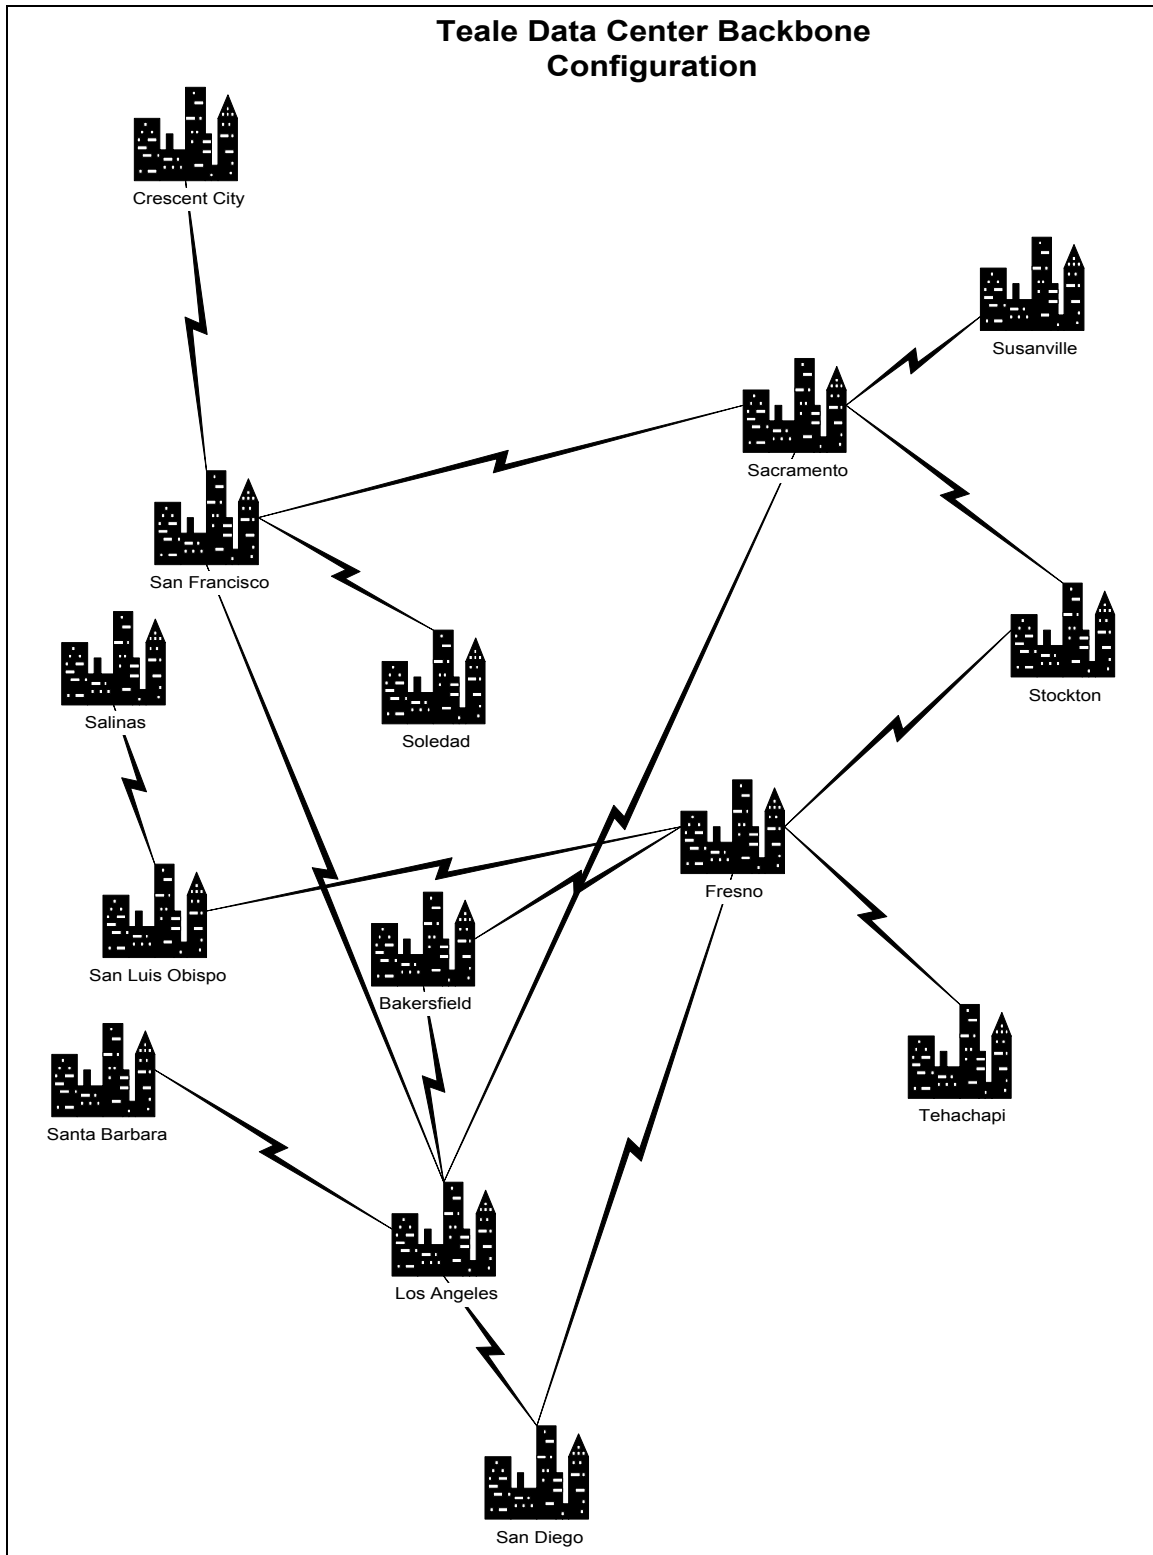 Teale Data Center Backbone
Configuration
Crescent City
Susanville
Sacramento
San Francisco
Stockton
Salinas
Soledad
Fresno
San Luis Obispo
Bakersfield
Tehachapi
Santa Barbara
Los Angeles
San Diego